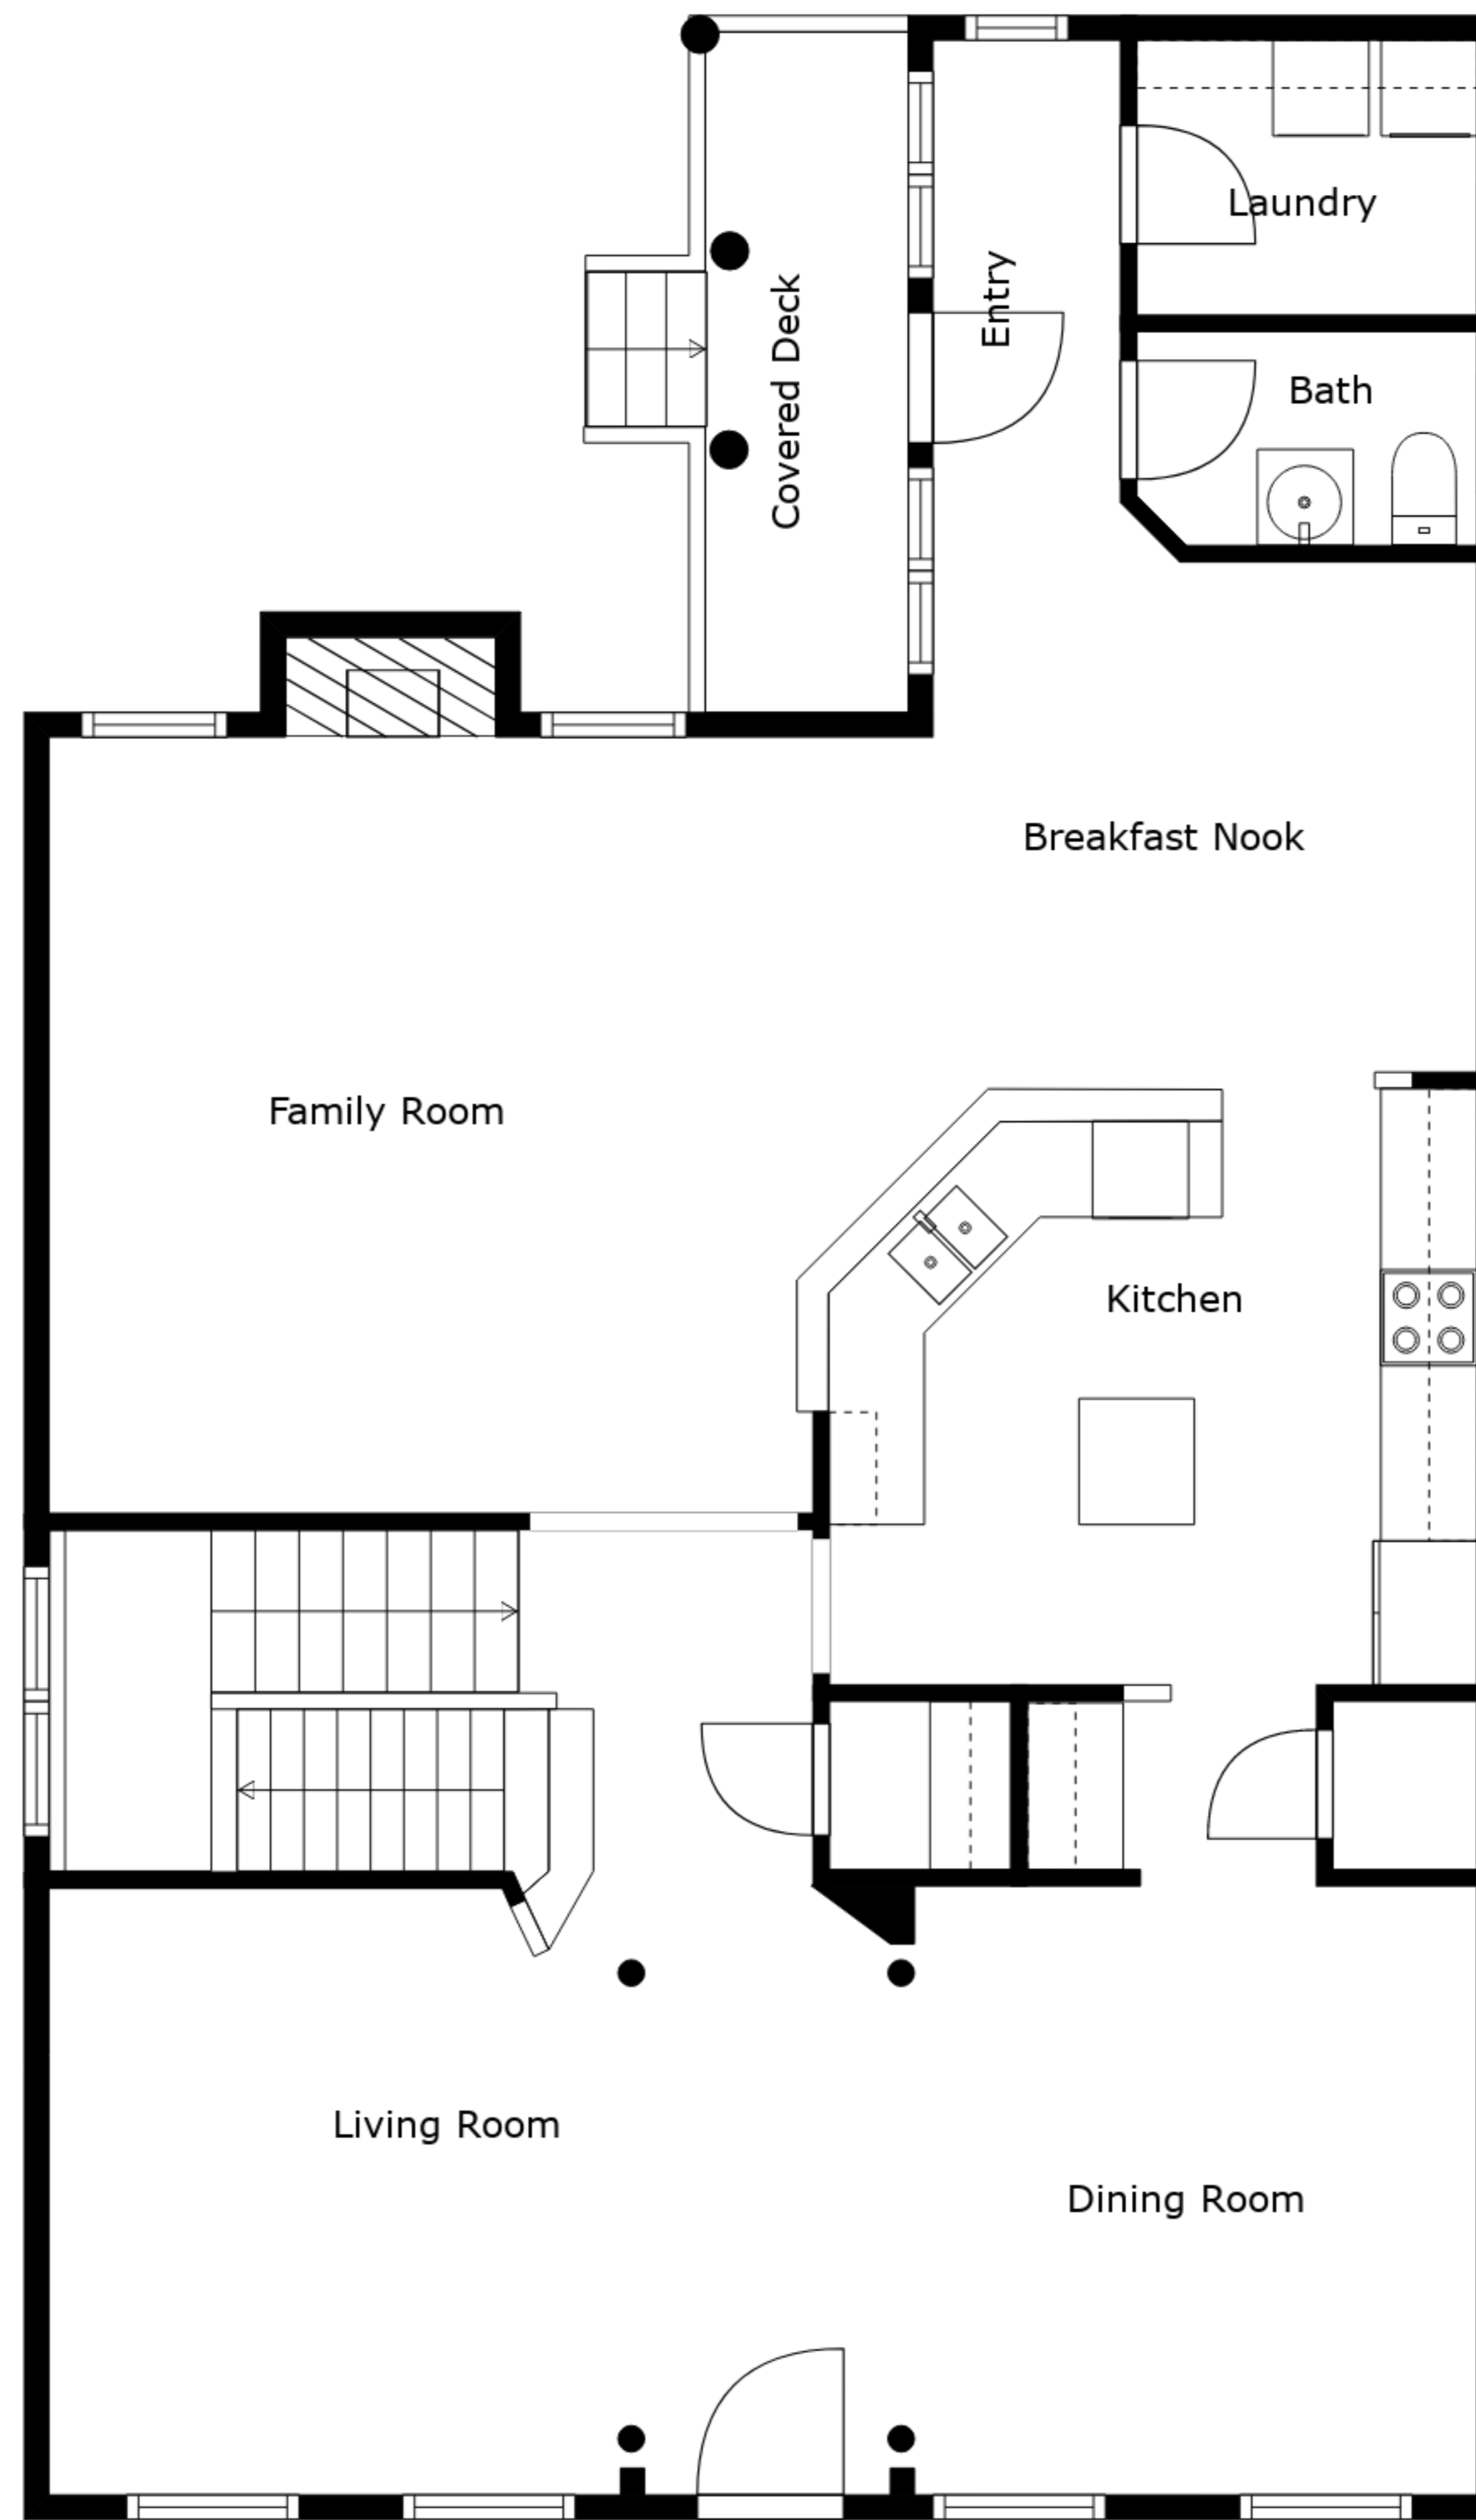 Laundry
Entry
Covered Deck
Bath
Breakfast Nook
Family Room
Kitchen
Living Room
Dining Room